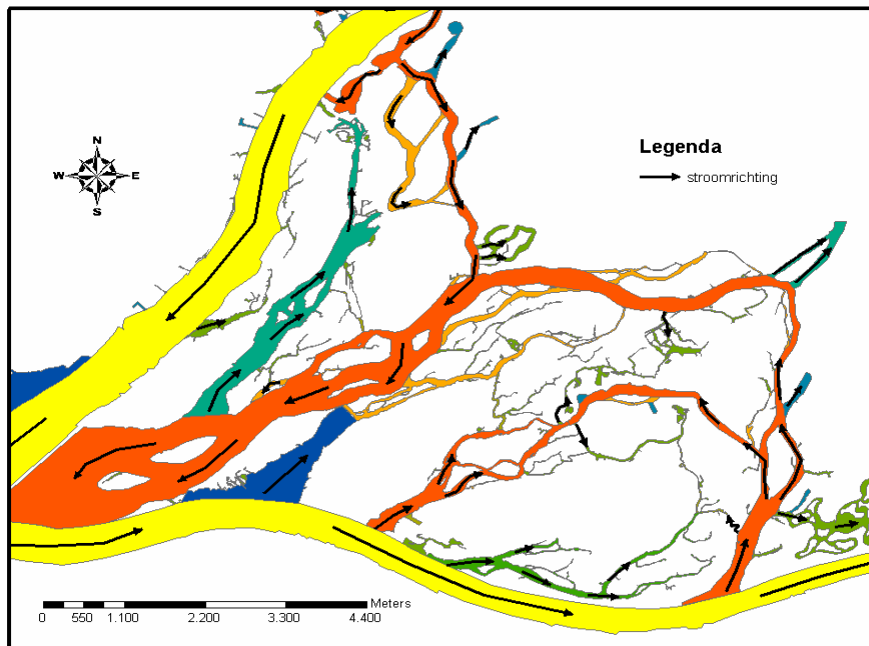 N
W E
S
Legenda
stroomrichting
Meters
0 550 1.100 2.200 3.300 4.400